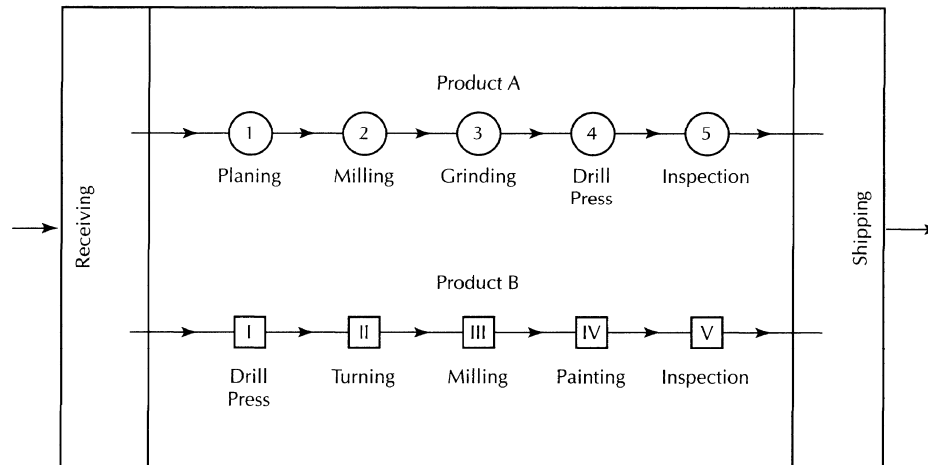 Product A
1 2 3 4 5
Planing Milling Grinding Drill Press Inspection
Receiving
Shipping
Product B
I II III IV V
Drill Press Turning Milling Painting Inspection